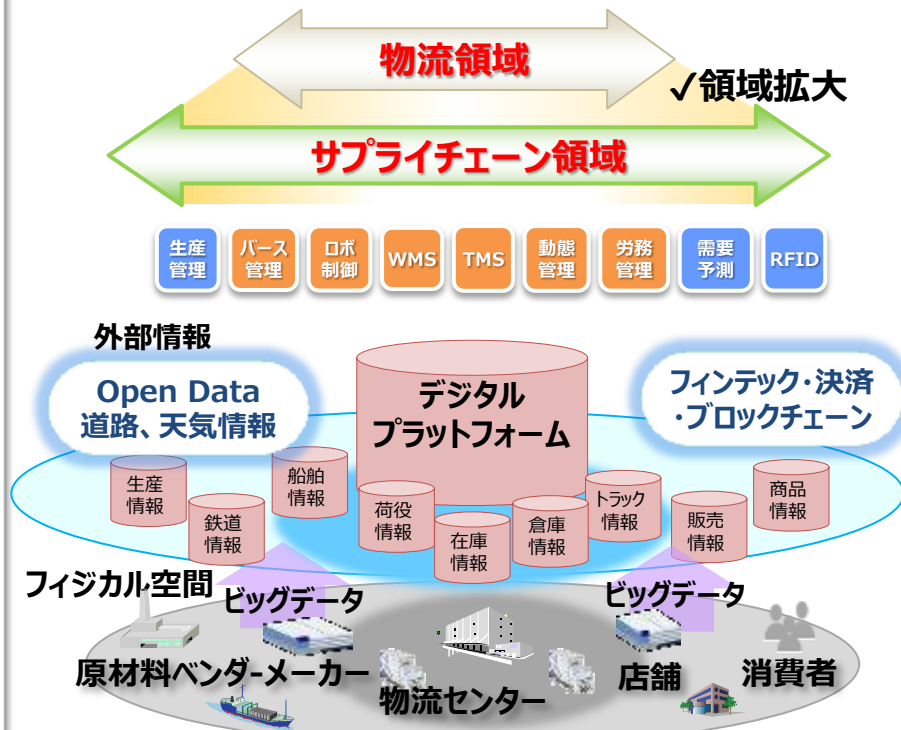 物流領域
✓領域拡大
サプライチェーン領域
生産
管理
バース
管理
ロボ
制御
WMS
TMS
動態
管理
労務
管理
需要
予測
RFID
外部情報
Open Data
道路、天気情報
デジタル
プラットフォーム
フィンテック・決済
・ブロックチェーン
生産
情報
鉄道
情報
船舶
情報
荷役
情報
在庫
情報
倉庫
情報
トラック
情報
販売
情報
商品
情報
フィジカル空間
ビッグデータ
ビッグデータ
原材料ベンダ-メーカー
物流センター
店舗
消費者